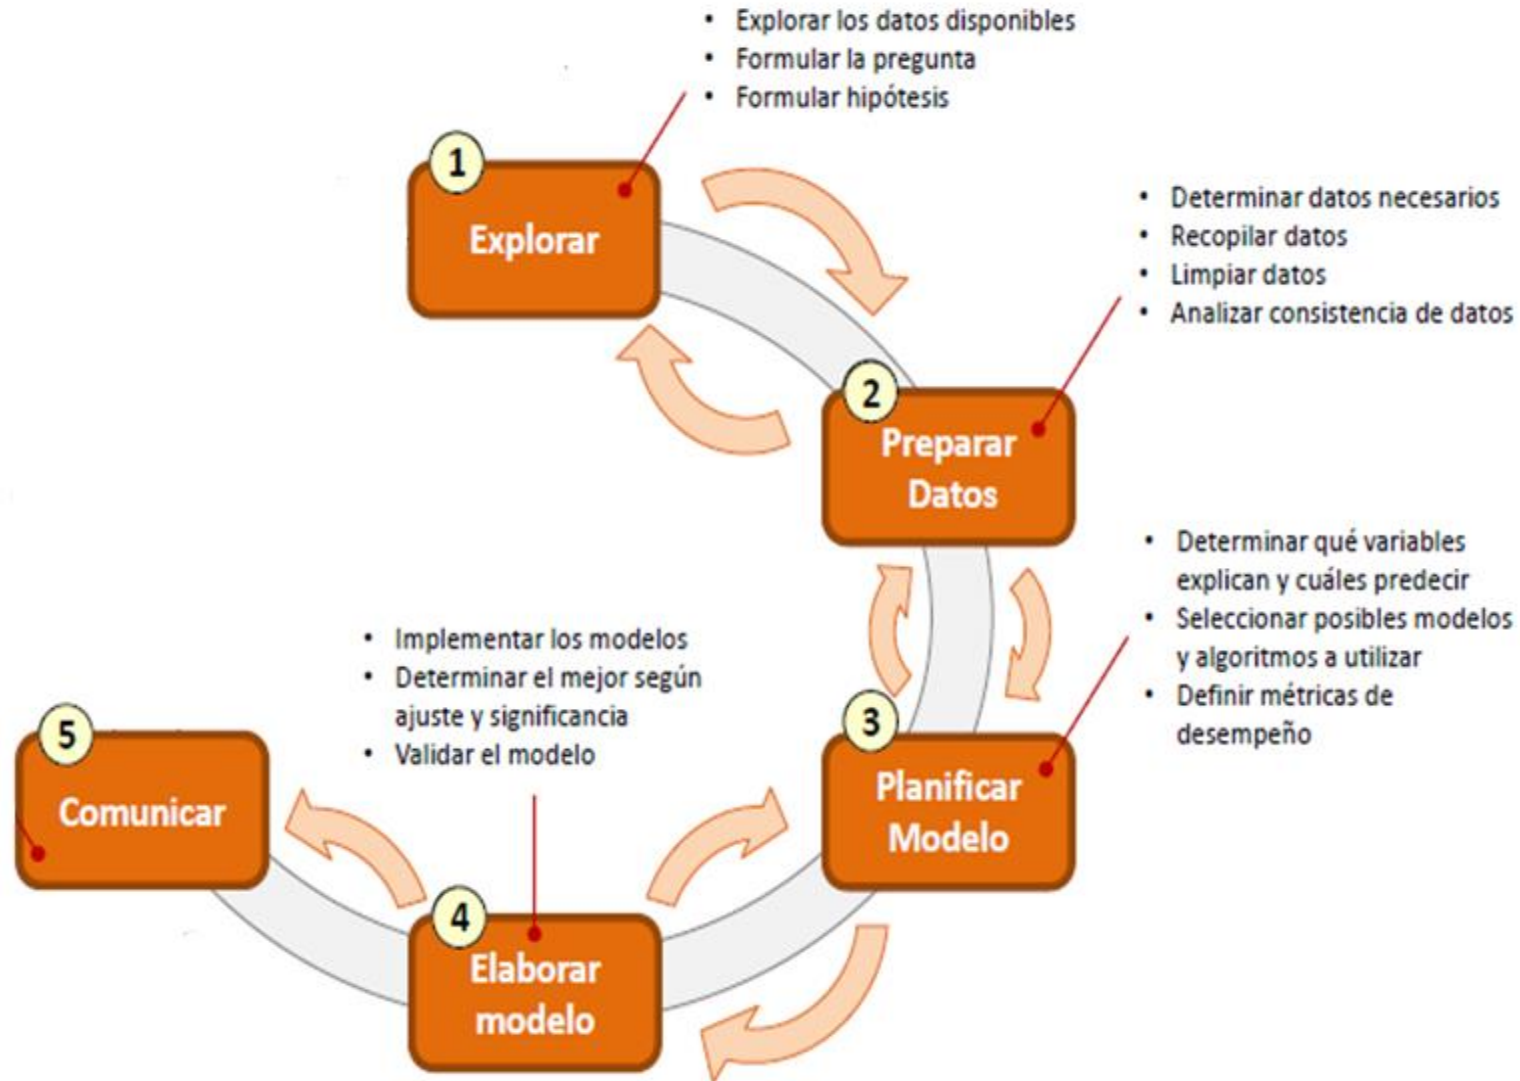 • Explorar los datos disponibles
• Formular la pregunta
• Formular hipótesis
1
Explorar
• Determinar datos necesarios
• Recopilar datos
• Limpiar datos
• Analizar consistencia de datos
2
Preparar
Datos
• Determinar qué variables
explican y cuáles predecir
• Seleccionar posibles modelos
y algoritmos a utilizar
• Definir métricas de
desempeño
3
Planificar
Modelo
• Implementar los modelos
• Determinar el mejor según
ajuste y significancia
• Validar el modelo
4
Elaborar
modelo
5
Comunicar